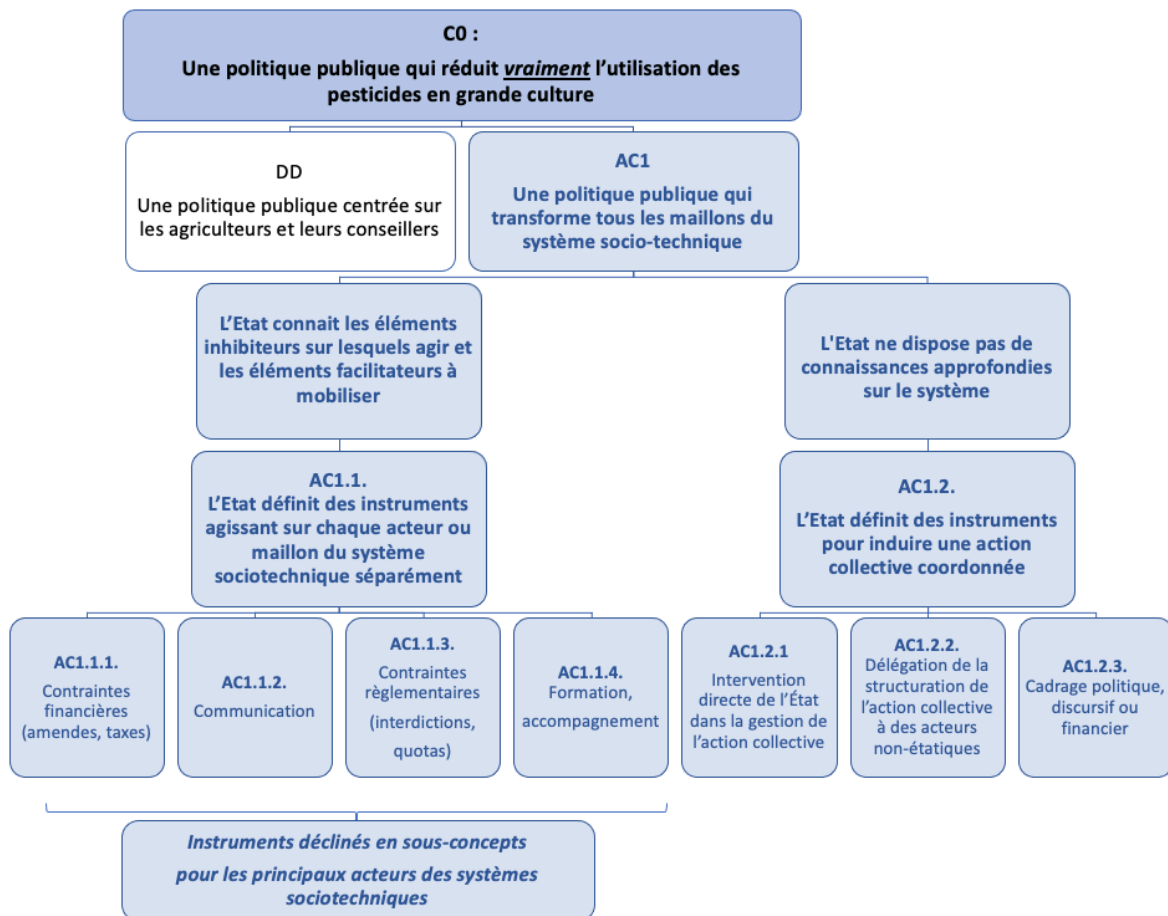 C0 :
Une politique publique qui réduit vraiment l’utilisation des
pesticides en grande culture
DD
Une politique publique centrée sur
les agriculteurs et leurs conseillers
AC1
Une politique publique qui
transforme tous les maillons du
système socio-technique
L’Etat connait les éléments
inhibiteurs sur lesquels agir et
les éléments facilitateurs à
mobiliser
L'Etat ne dispose pas de
connaissances approfondies
sur le système
AC1.1.
L’Etat définit des instruments
agissant sur chaque acteur ou
maillon du système
sociotechnique séparément
AC1.2.
L’Etat définit des instruments
pour induire une action
collective coordonnée
AC1.1.1.
Contraintes
financières
(amendes, taxes)
AC1.1.2.
Communication
AC1.1.3.
Contraintes
règlementaires
(interdictions,
quotas)
AC1.1.4.
Formation,
accompagnement
AC1.2.1
Intervention
directe de l’État
dans la gestion de
l’action collective
AC1.2.2.
Délégation de la
structuration de
l’action collective
à des acteurs
non-étatiques
AC1.2.3.
Cadrage politique,
discursif ou
financier
Instruments déclinés en sous-concepts
pour les principaux acteurs des systèmes
sociotechniques